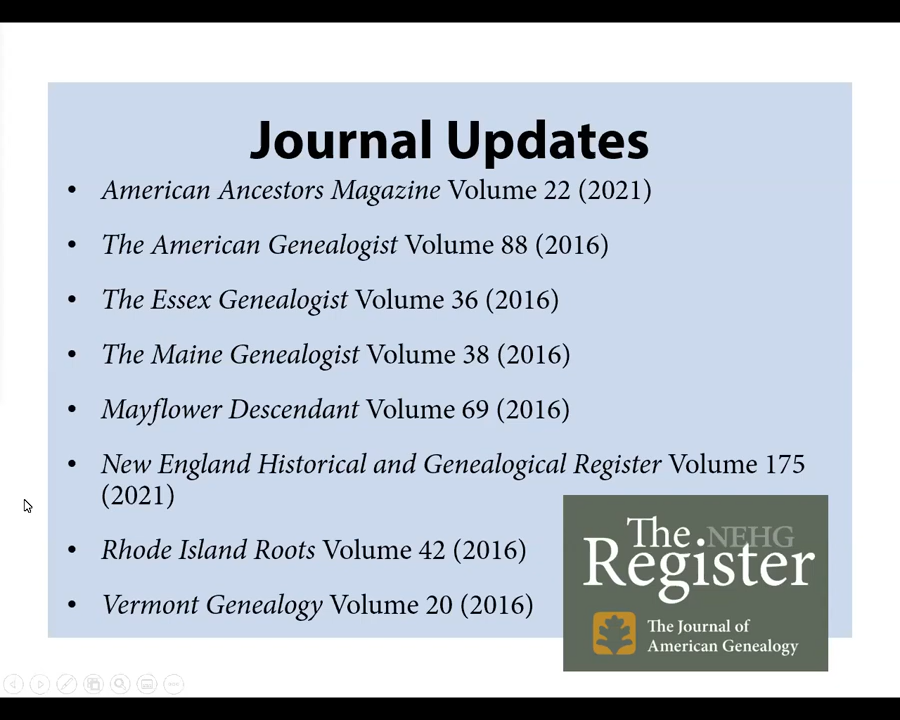 Journal Updates
• American Ancestors Magazine Volume 22 (2021)
• The American Genealogist Volume 88 (2016)
• The Essex Genealogist Volume 36 (2016)
• The Maine Genealogist Volume 38 (2016)
• Mayflower Descendant Volume 69 (2016)
• New England Historical and Genealogical Register Volume 175
(2021)
• Rhode Island Roots Volume 42 (2016)
• Vermont Genealogy Volume 20 (2016)
The NEHG
Register
The Journal of
American Genealogy